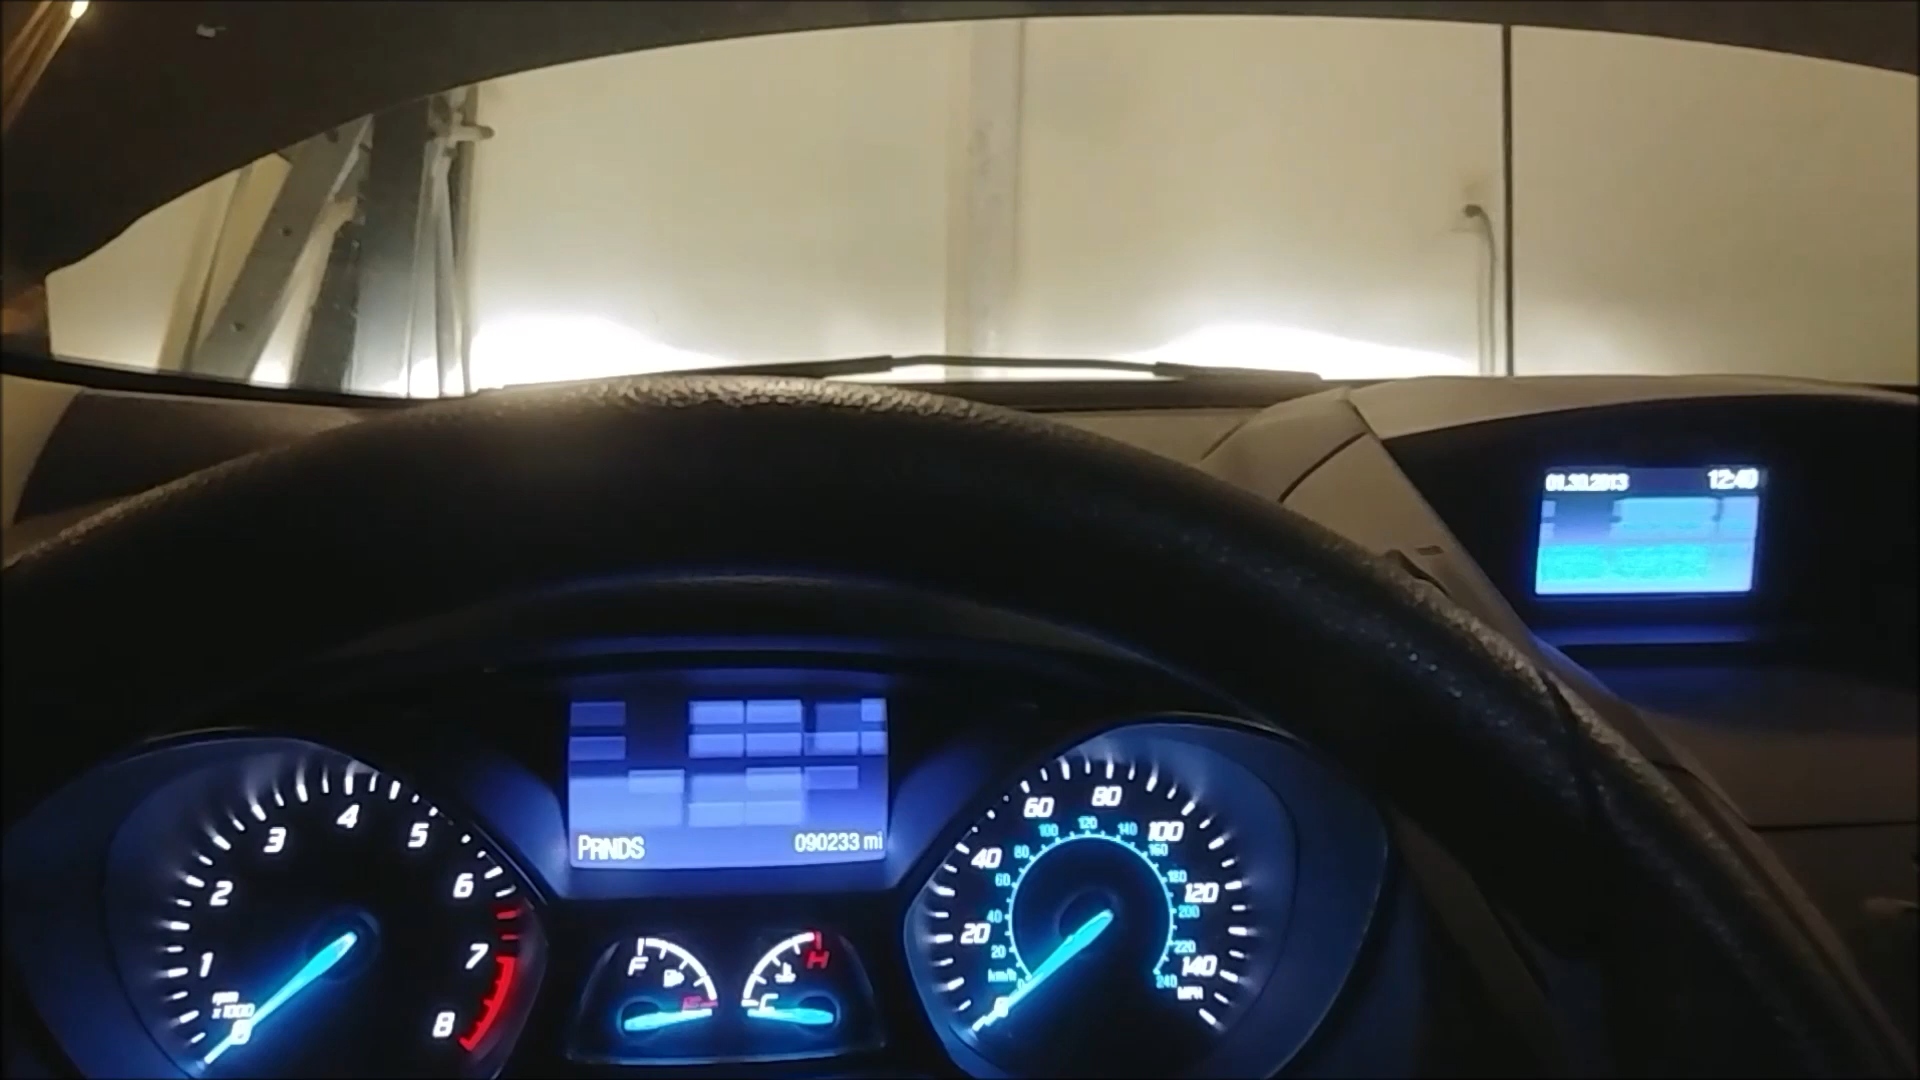 01.30.2013 12:40
PRNDS 090233 mi
0 1 2 3 4 5 6 7 8
rpm
x1000
F E
C H
0 20 40 60 80 100 120 140
MPH
20 40 60 80 100 120 140 160 180 200 220 240
km/h